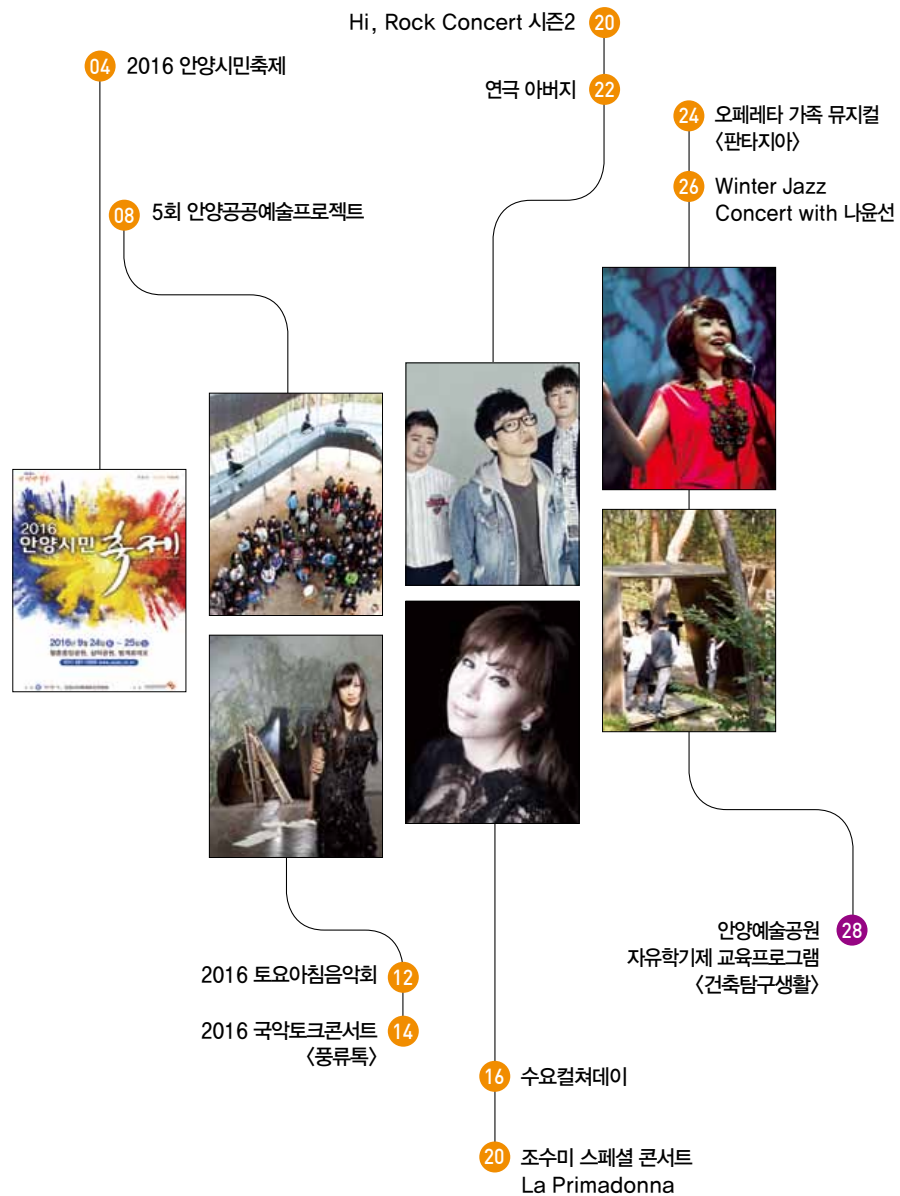 Hi, Rock Concert 시즌2 20
04 2016 안양시민축제
연극 아버지 22
24 오페레타 가족 뮤지컬
〈판타지아〉
26 Winter Jazz
Concert with 나윤선
08 5회 안양공공예술프로젝트
2016
안양시민 축제
2016년 9월 24일 ~ 25일
안양예술공원 28
자유학기제 교육프로그램
〈건축탐구생활〉
2016 토요아침음악회 12
2016 국악토크콘서트 14
〈풍류톡〉
16 수요컬쳐데이
20 조수미 스페셜 콘서트
La Primadonna